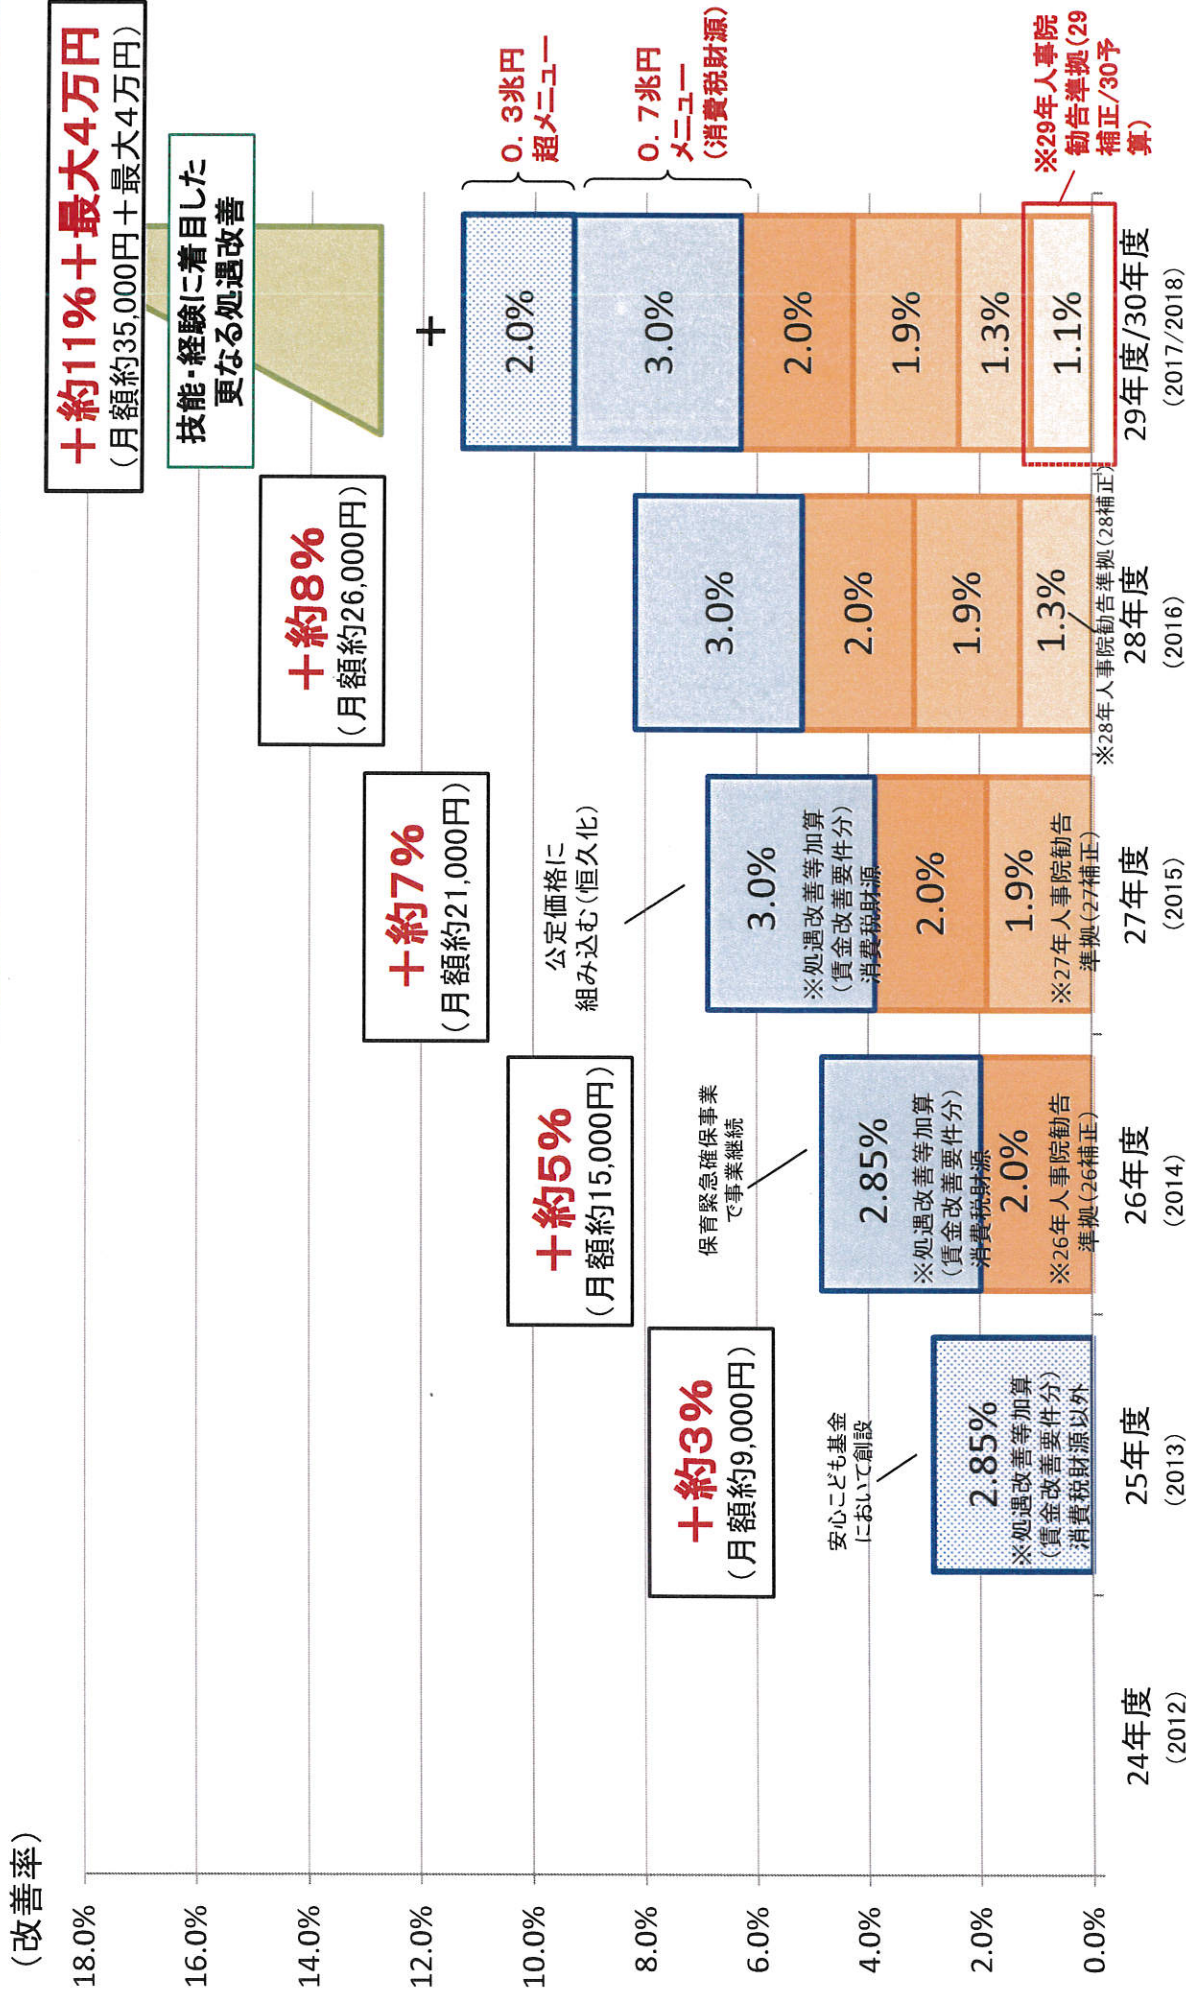 (改善率)
18.0%
16.0%
14.0%
12.0%
10.0%
8.0%
6.0%
4.0%
2.0%
0.0%
24年度
(2012)
+約3%
(月額約9,000円)
安心こども基金
において創設
2.85%
※処遇改善等加算
(賃金改善要件分)
消費税財源以外
25年度
(2013)
+約5%
(月額約15,000円)
保育緊急確保事業
で事業継続
2.85%
※処遇改善等加算
(賃金改善要件分)
消費税財源
2.0%
※26年人事院勧告
準拠(26補正)
26年度
(2014)
+約7%
(月額約21,000円)
公定価格に
組み込む(恒久化)
3.0%
※処遇改善等加算
(賃金改善要件分)
消費税財源
2.0%
1.9%
※27年人事院勧告
準拠(27補正)
27年度
(2015)
+約8%
(月額約26,000円)
3.0%
2.0%
1.9%
1.3%
※28年人事院勧告準拠(28補正)
28年度
(2016)
+約11%+最大4万円
(月額約35,000円+最大4万円)
技能・経験に着目した
更なる処遇改善
+
2.0%
3.0%
2.0%
1.9%
1.3%
1.1%
29年度/30年度
(2017/2018)
0.3兆円
超メニュー
0.7兆円
メニュー
(消費税財源)
※29年人事院
勧告準拠(29
補正/30予
算)